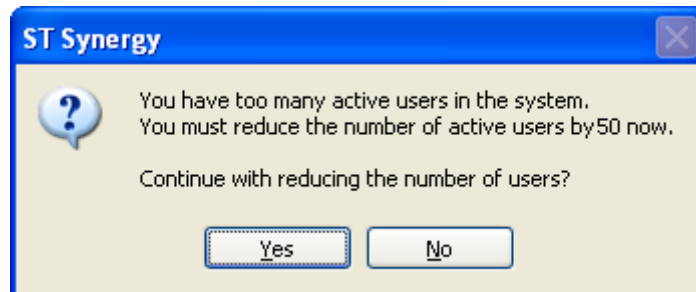 ST Synergy
You have too many active users in the system.
You must reduce the number of active users by50 now.
Continue with reducing the number of users?
Yes
No